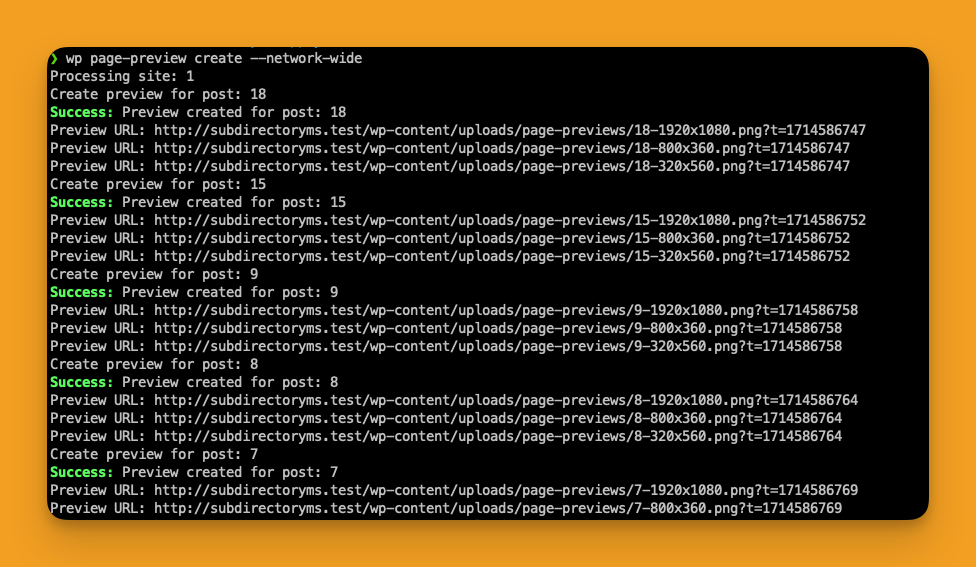 ❯ wp page-preview create --network-wide
Processing site: 1
Create preview for post: 18
Success: Preview created for post: 18
Preview URL: http://subdirectoryms.test/wp-content/uploads/page-previews/18-1920x1080.png?t=1714586747
Preview URL: http://subdirectoryms.test/wp-content/uploads/page-previews/18-800x360.png?t=1714586747
Preview URL: http://subdirectoryms.test/wp-content/uploads/page-previews/18-320x560.png?t=1714586747
Create preview for post: 15
Success: Preview created for post: 15
Preview URL: http://subdirectoryms.test/wp-content/uploads/page-previews/15-1920x1080.png?t=1714586752
Preview URL: http://subdirectoryms.test/wp-content/uploads/page-previews/15-800x360.png?t=1714586752
Preview URL: http://subdirectoryms.test/wp-content/uploads/page-previews/15-320x560.png?t=1714586752
Create preview for post: 9
Success: Preview created for post: 9
Preview URL: http://subdirectoryms.test/wp-content/uploads/page-previews/9-1920x1080.png?t=1714586758
Preview URL: http://subdirectoryms.test/wp-content/uploads/page-previews/9-800x360.png?t=1714586758
Preview URL: http://subdirectoryms.test/wp-content/uploads/page-previews/9-320x560.png?t=1714586758
Create preview for post: 8
Success: Preview created for post: 8
Preview URL: http://subdirectoryms.test/wp-content/uploads/page-previews/8-1920x1080.png?t=1714586764
Preview URL: http://subdirectoryms.test/wp-content/uploads/page-previews/8-800x360.png?t=1714586764
Preview URL: http://subdirectoryms.test/wp-content/uploads/page-previews/8-320x560.png?t=1714586764
Create preview for post: 7
Success: Preview created for post: 7
Preview URL: http://subdirectoryms.test/wp-content/uploads/page-previews/7-1920x1080.png?t=1714586769
Preview URL: http://subdirectoryms.test/wp-content/uploads/page-previews/7-800x360.png?t=1714586769